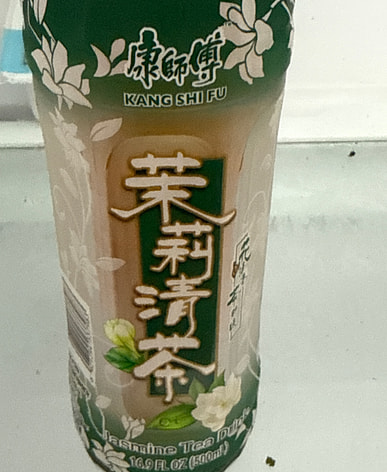 康師傅
KANG SHI FU
茉莉清茶
Jasmine Tea Drink
16.9 FL OZ (500mL)